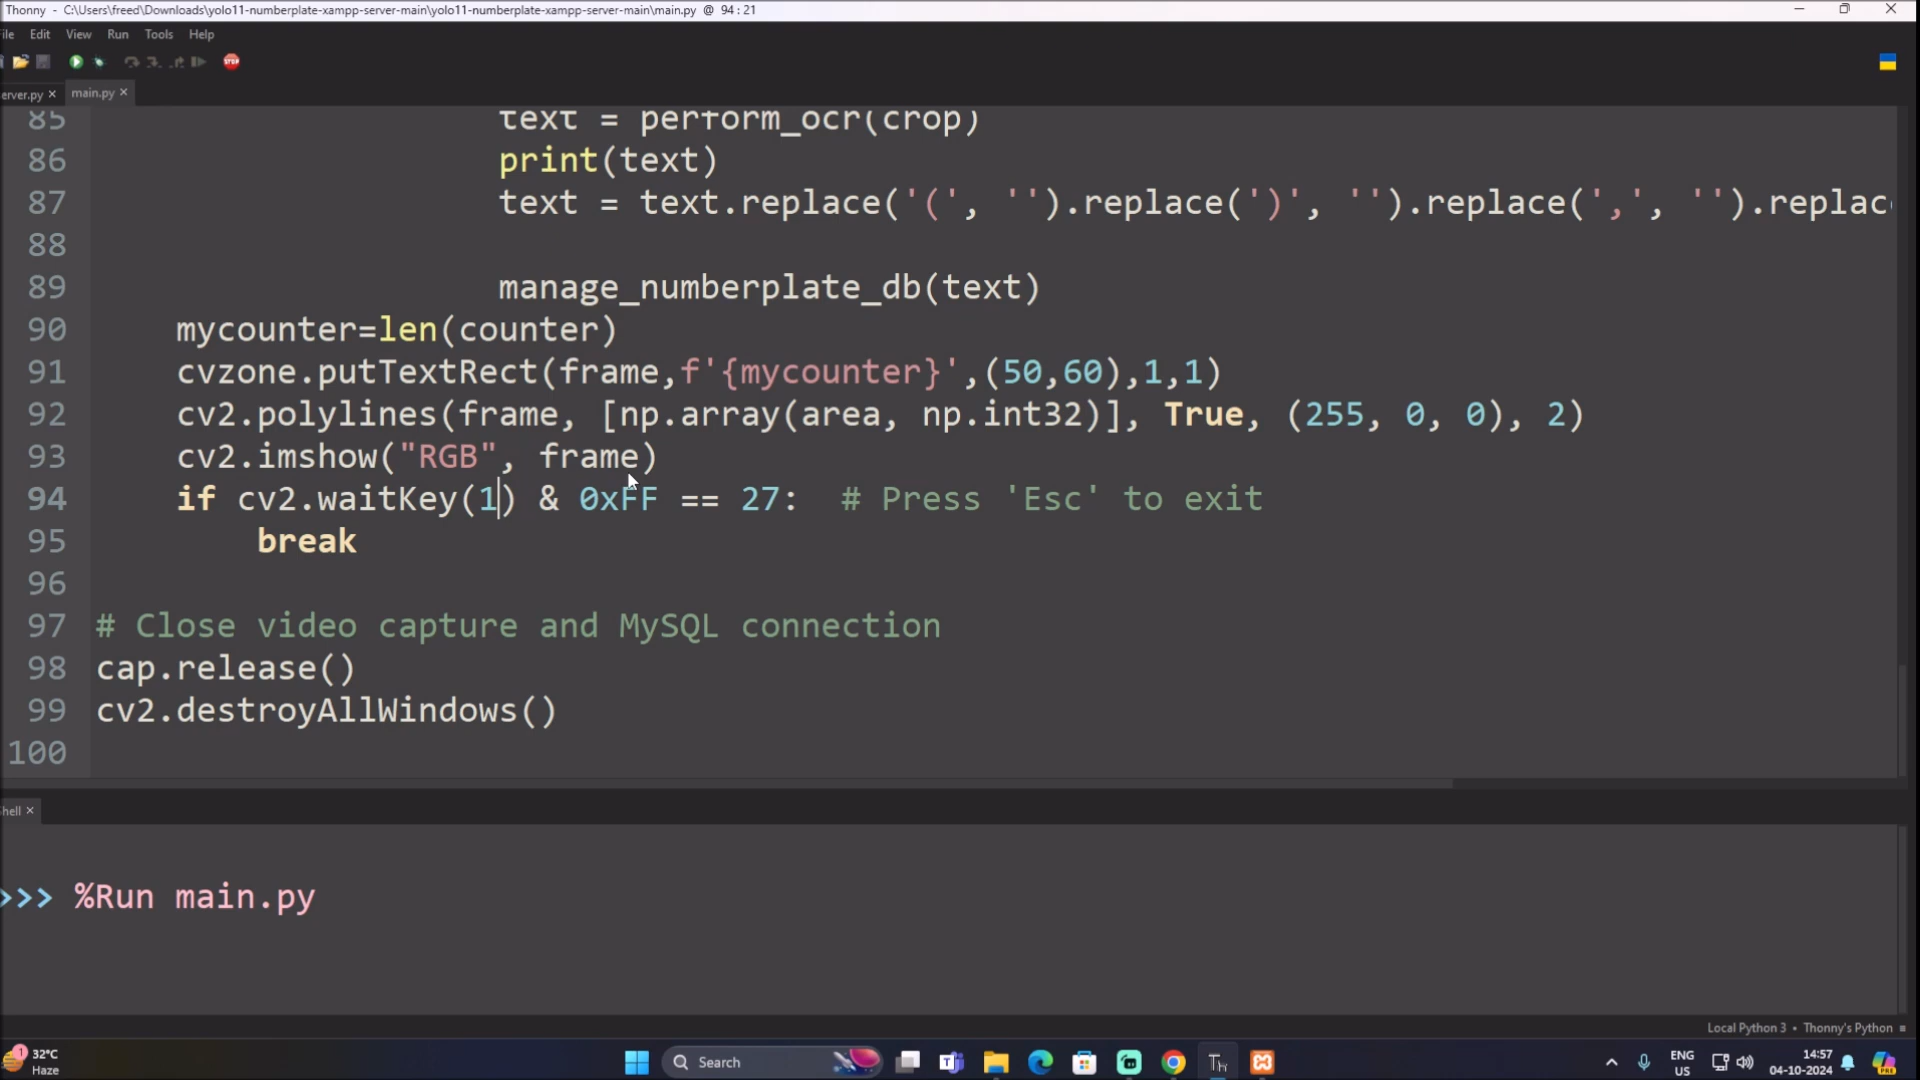 Thonny - C:\Users\freed\Downloads\yolo11-numberplate-xampp-server-main\yolo11-numberplate-xampp-server-main\main.py @ 94 : 21
ile Edit View Run Tools Help
STOP
erver.py × main.py ×
85 text = perform_ocr(crop)
86 print(text)
87 text = text.replace('(', '').replace(')', '').replace(',', '').replac
88
89 manage_numberplate_db(text)
90 mycounter=len(counter)
91 cvzone.putTextRect(frame,f'{mycounter}',(50,60),1,1)
92 cv2.polylines(frame, [np.array(area, np.int32)], True, (255, 0, 0), 2)
93 cv2.imshow("RGB", frame)
94 if cv2.waitKey(1) & 0xFF == 27: # Press 'Esc' to exit
95 break
96
97 # Close video capture and MySQL connection
98 cap.release()
99 cv2.destroyAllWindows()
100
hell ×
>>> %Run main.py
Local Python 3 • Thonny's Python ≡
1 32°C
Haze
Search
Th
ENG
US
14:57
04-10-2024
PRE